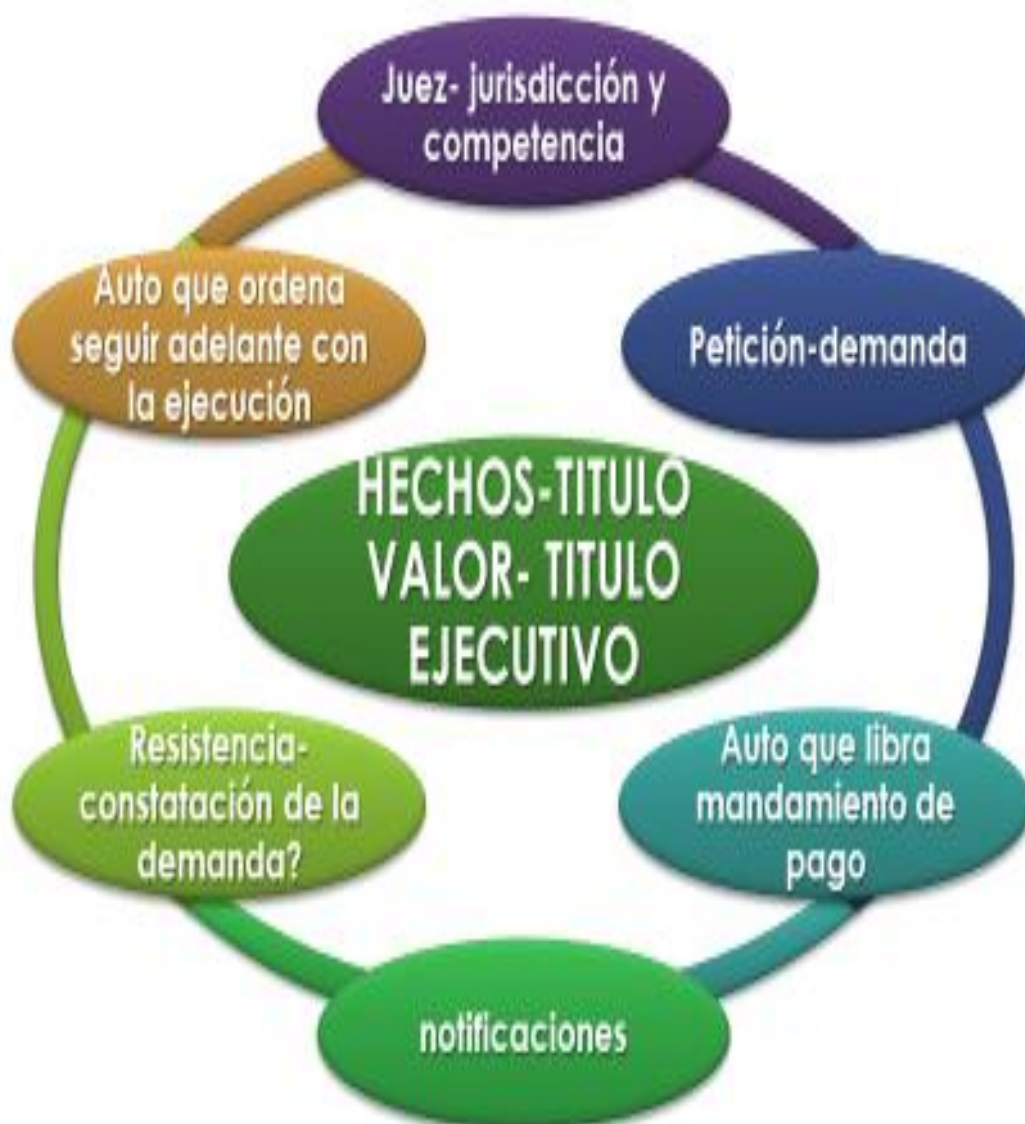 Juez- jurisdicción y
competencia
Petición-demanda
Auto que libra
mandamiento de
pago
notificaciones
Resistencia-
constatación de la
demanda?
Auto que ordena
seguir adelante con
la ejecución
HECHOS-TITULO
VALOR- TITULO
EJECUTIVO